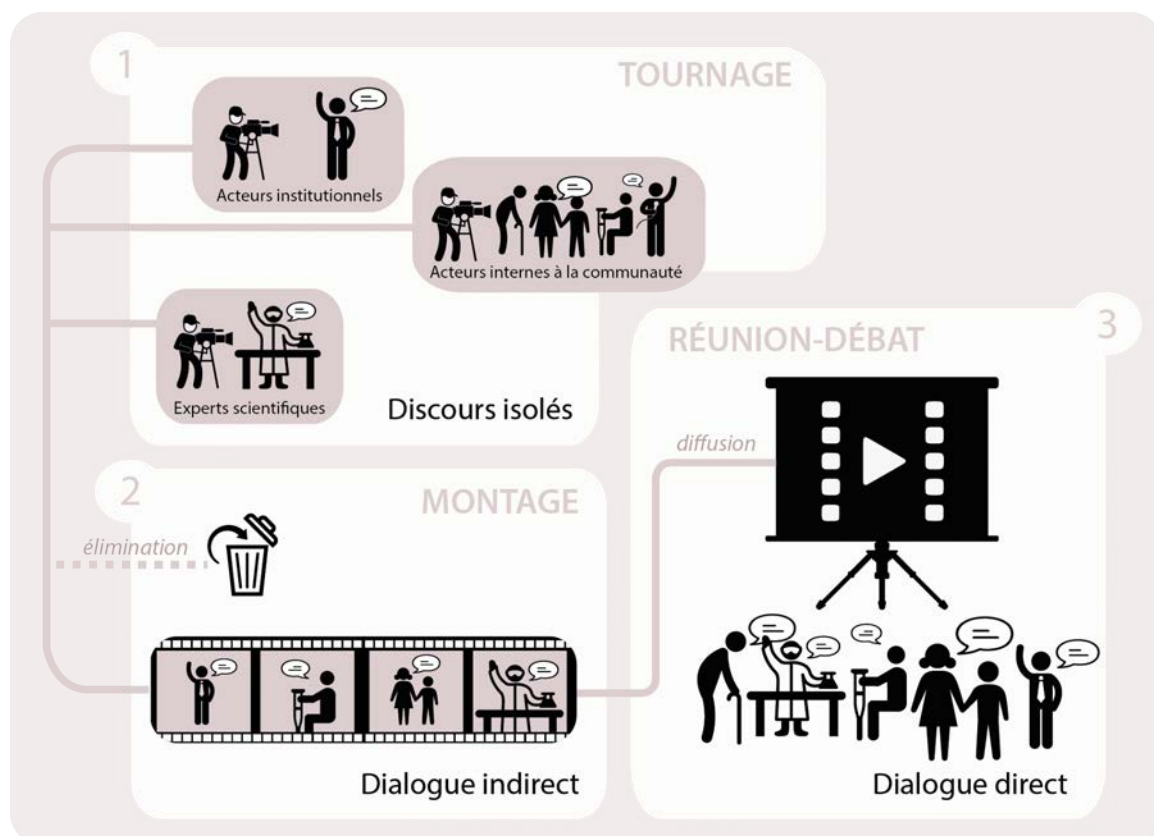 1
TOURNAGE
Acteurs institutionnels
Acteurs internes à la communauté
Experts scientifiques
Discours isolés
2
MONTAGE
élimination
Dialogue indirect
3
RÉUNION-DÉBAT
diffusion
Dialogue direct